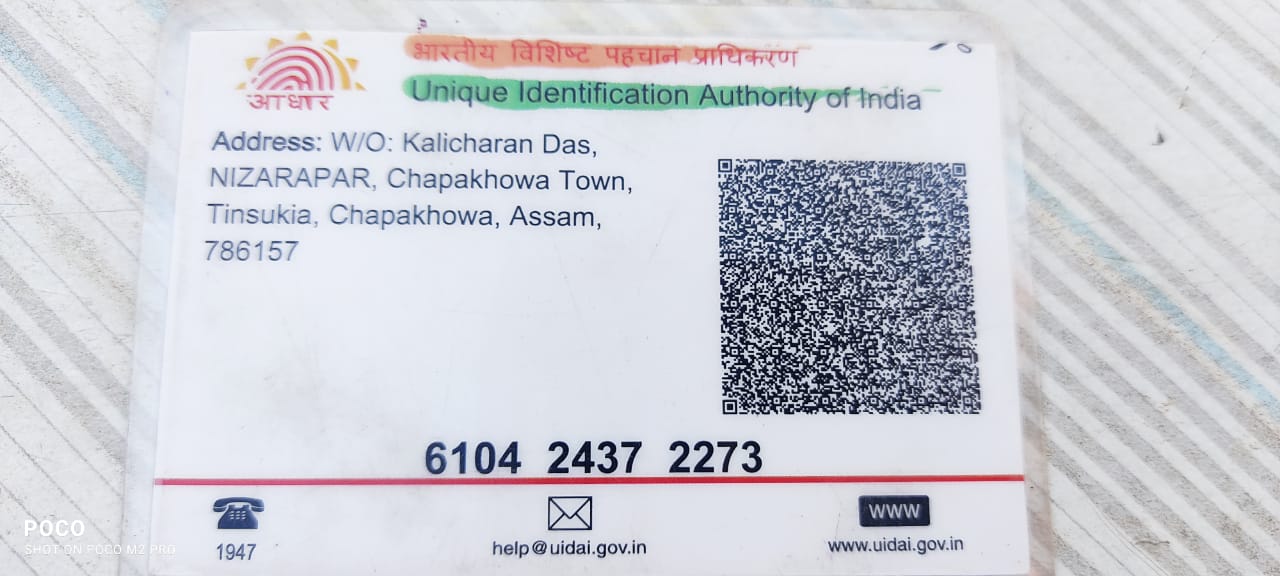 भारतीय विशिष्ट पहचान प्राधिकरण
Unique Identification Authority of India
आधार
Address: W/O: Kalicharan Das,
NIZARAPAR, Chapakhowa Town,
Tinsukia, Chapakhowa, Assam,
786157
6104 2437 2273
1947
help@uidai.gov.in
WWW
www.uidai.gov.in
POCO
SHOT ON POCO M2 PRO